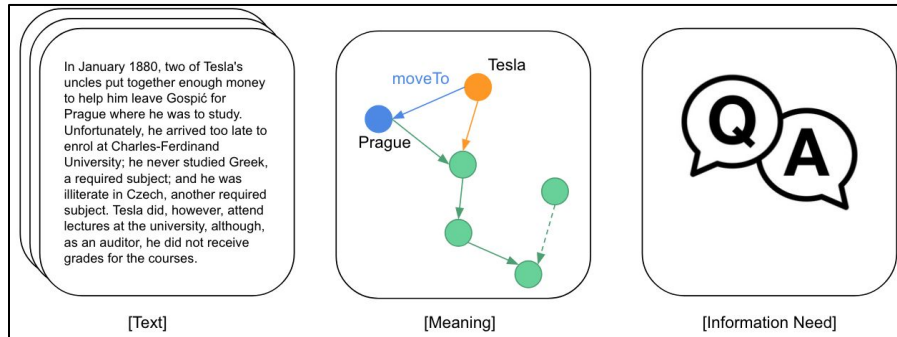 In January 1880, two of Tesla's
uncles put together enough money
to help him leave Gospić for
Prague where he was to study.
Unfortunately, he arrived too late to
enrol at Charles-Ferdinand
University; he never studied Greek,
a required subject; and he was
illiterate in Czech, another required
subject. Tesla did, however, attend
lectures at the university, although,
as an auditor, he did not receive
grades for the courses.
[Text]
Tesla
moveTo
Prague
[Meaning]
Q
A
[Information Need]